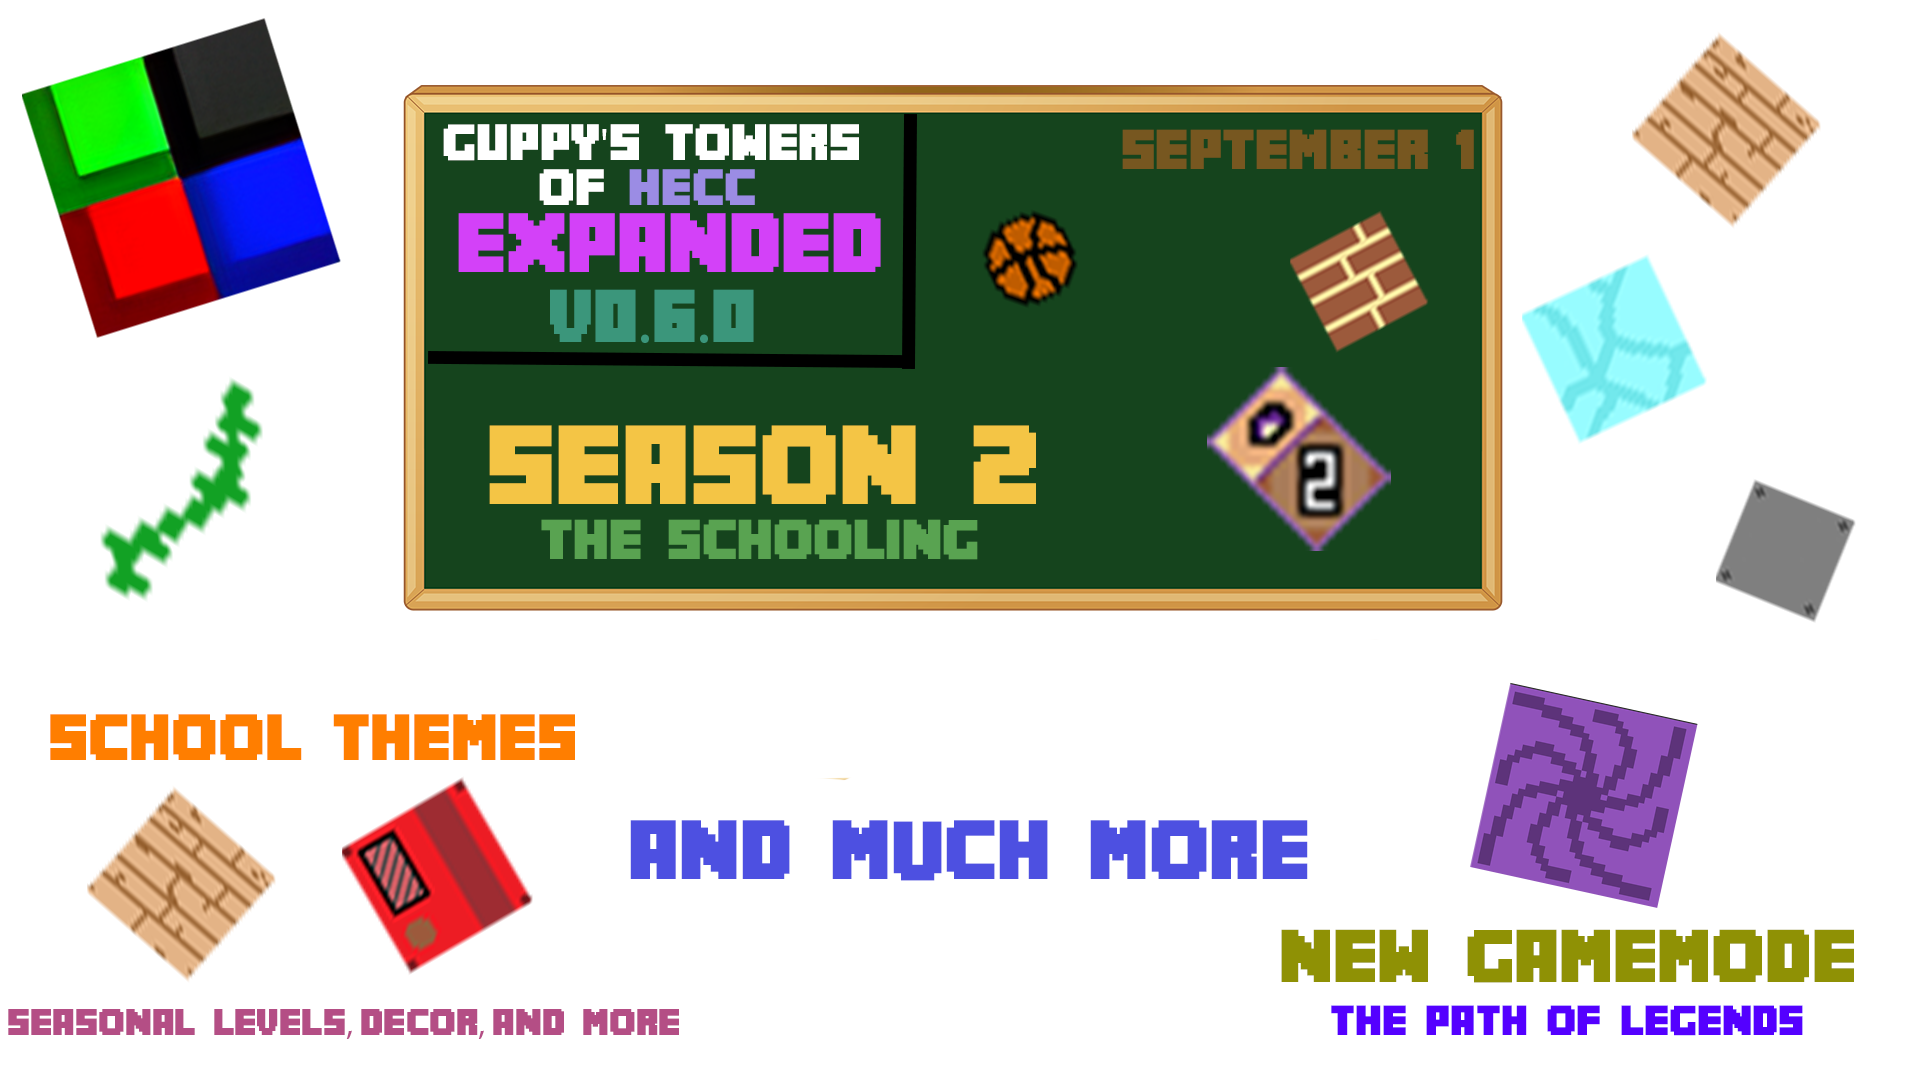 GUPPY'S TOWERS
OF HECC
EXPANDED
V0.6.0
SEPTEMBER 1
2
SEASON 2
THE SCHOOLING
SCHOOL THEMES
AND MUCH MORE
SEASONAL LEVELS, DECOR, AND MORE
NEW GAMEMODE
THE PATH OF LEGENDS